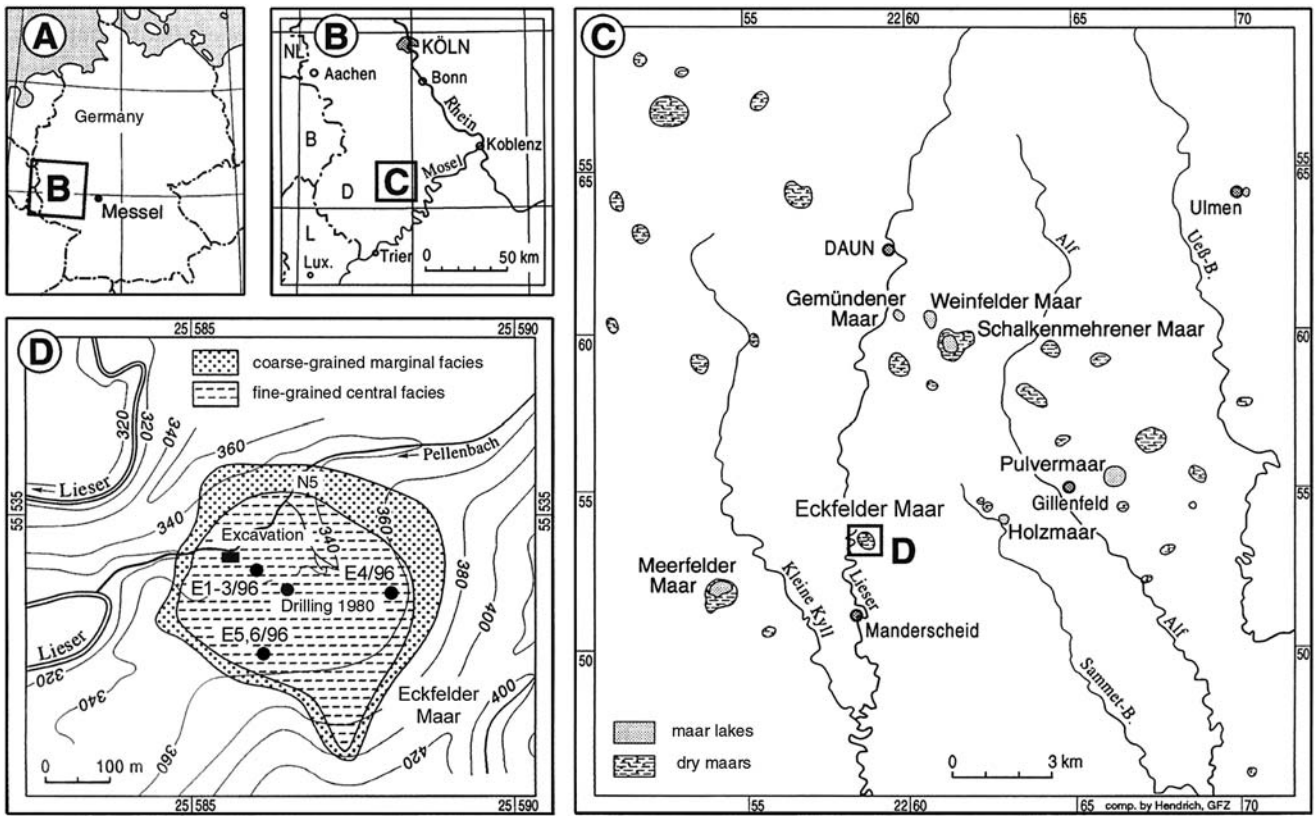 A
Germany
B
Messel
B
NL
KÖLN
Aachen
Bonn
Rhein
B
Koblenz
Mosel
C
D
L
Trier
Lux.
0 50 km
C
55 22 60 65 70
55 65
55 65
Ulmen
Alf
Ueß-B.
DAUN
Gemündener
Maar
Weinfelder Maar
Schalkenmehrener Maar
60
60
Pulvermaar
Gillenfeld
55
55
Holzmaar
Eckfelder Maar
D
Meerfelder
Maar
Kleine Kyll
Lieser
Manderscheid
Alf
50
50
Sammet-B.
maar lakes
dry maars
0 3 km
55 22 60 65 70
comp. by Hendrich, GFZ
D
25 585 25 590
coarse-grained marginal facies
fine-grained central facies
320
320
340
360
Pellenbach
Lieser
N5
55 535
55 535
340
360
Excavation
340
380
E4/96
E1-3/96
Drilling 1980
400
E5,6/96
Lieser
320
340
Eckfelder
Maar
400
360
420
0 100 m
25 585 25 590